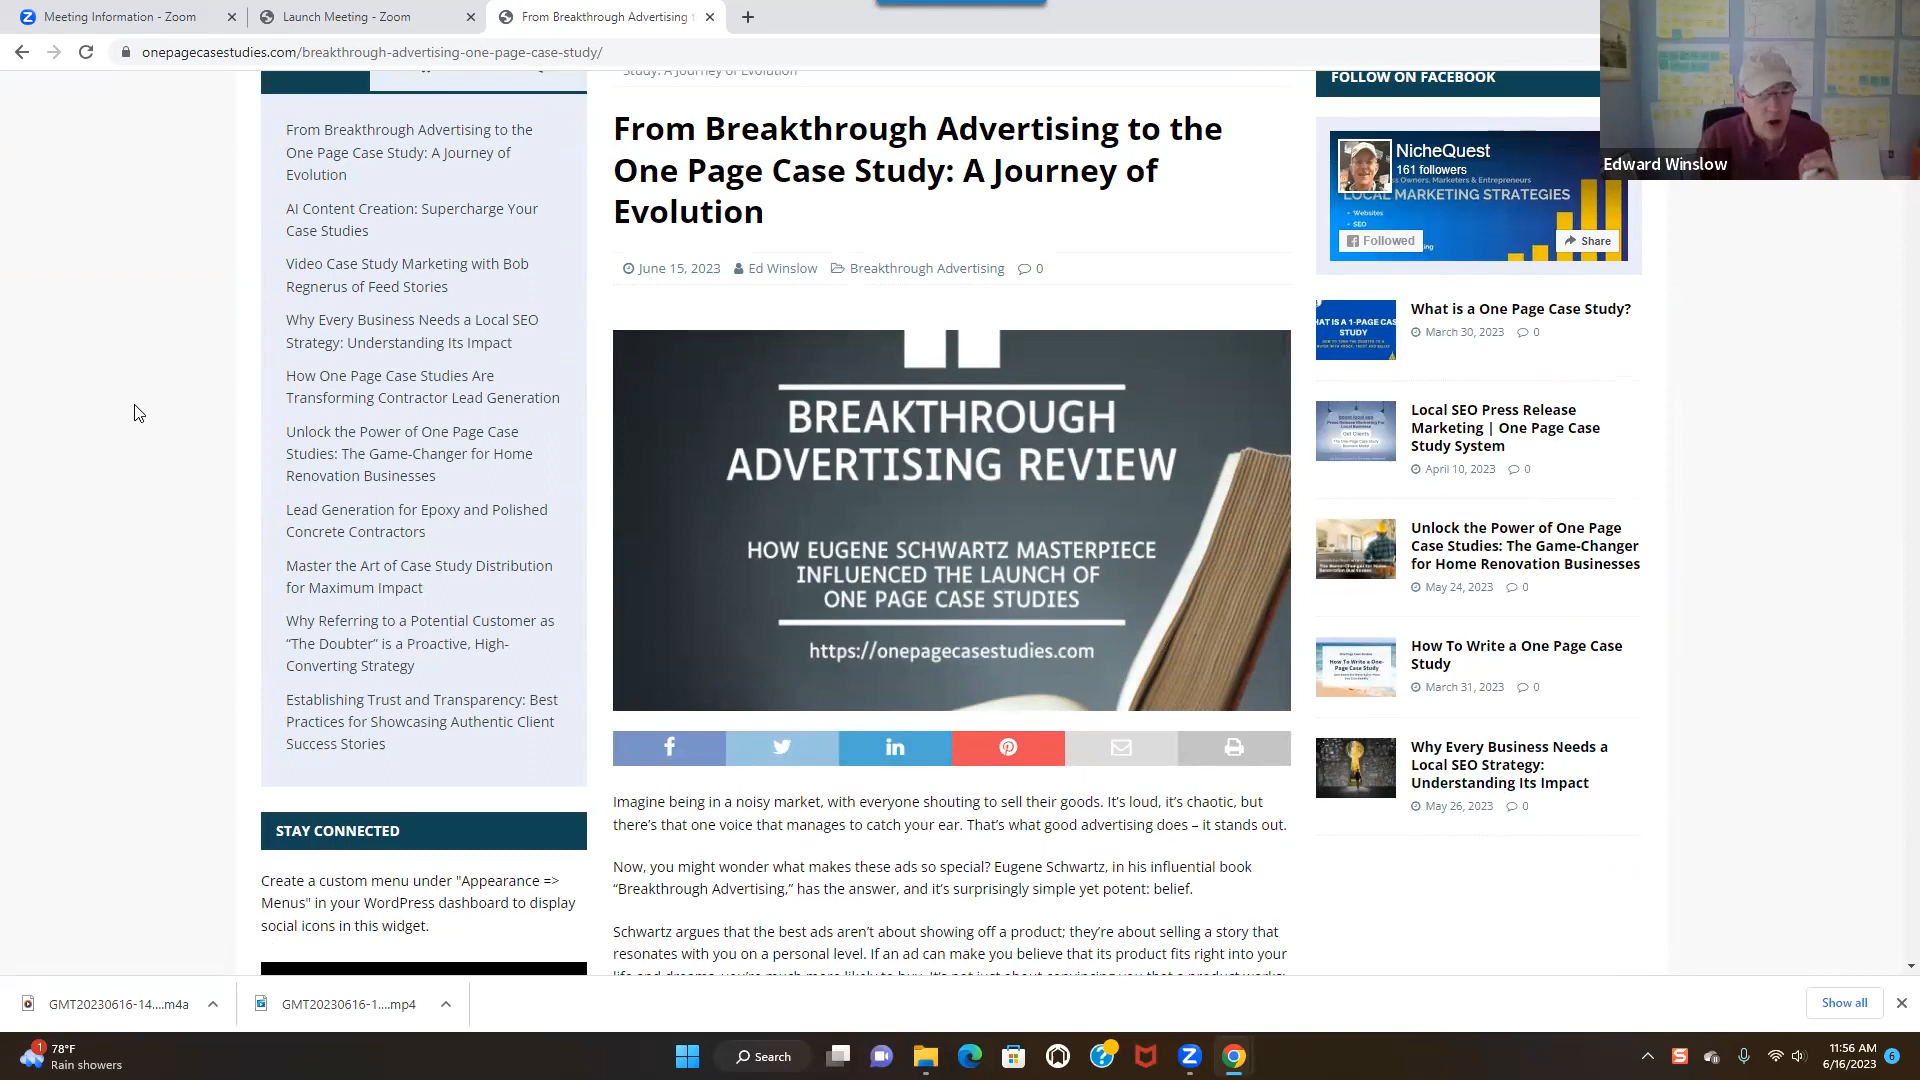 Meeting Information - Zoom
Launch Meeting - Zoom
From Breakthrough Advertising
onepagecasestudies.com/breakthrough-advertising-one-page-case-study/
From Breakthrough Advertising to the
One Page Case Study: A Journey of
Evolution
AI Content Creation: Supercharge Your
Case Studies
Video Case Study Marketing with Bob
Regnerus of Feed Stories
Why Every Business Needs a Local SEO
Strategy: Understanding Its Impact
How One Page Case Studies Are
Transforming Contractor Lead Generation
Unlock the Power of One Page Case
Studies: The Game-Changer for Home
Renovation Businesses
Lead Generation for Epoxy and Polished
Concrete Contractors
Master the Art of Case Study Distribution
for Maximum Impact
Why Referring to a Potential Customer as
“The Doubter” is a Proactive, High-
Converting Strategy
Establishing Trust and Transparency: Best
Practices for Showcasing Authentic Client
Success Stories
STAY CONNECTED
Create a custom menu under "Appearance =>
Menus" in your WordPress dashboard to display
social icons in this widget.
Study: A Journey of Evolution
From Breakthrough Advertising to the
One Page Case Study: A Journey of
Evolution
June 15, 2023 Ed Winslow Breakthrough Advertising 0
BREAKTHROUGH
ADVERTISING REVIEW
HOW EUGENE SCHWARTZ MASTERPIECE
INFLUENCED THE LAUNCH OF
ONE PAGE CASE STUDIES
https://onepagecasestudies.com
Imagine being in a noisy market, with everyone shouting to sell their goods. It’s loud, it’s chaotic, but
there’s that one voice that manages to catch your ear. That’s what good advertising does – it stands out.
Now, you might wonder what makes these ads so special? Eugene Schwartz, in his influential book
“Breakthrough Advertising,” has the answer, and it’s surprisingly simple yet potent: belief.
Schwartz argues that the best ads aren’t about showing off a product; they’re about selling a story that
resonates with you on a personal level. If an ad can make you believe that its product fits right into your
FOLLOW ON FACEBOOK
NicheQuest
161 followers
Owners, Marketers & Entrepreneurs
LOCAL MARKETING STRATEGIES
Websites
SEO
Followed
Share
What is a One Page Case Study?
March 30, 2023 0
Local SEO Press Release
Marketing | One Page Case
Study System
April 10, 2023 0
Unlock the Power of One Page
Case Studies: The Game-Changer
for Home Renovation Businesses
May 24, 2023 0
How To Write a One Page Case
Study
March 31, 2023 0
Why Every Business Needs a
Local SEO Strategy:
Understanding Its Impact
May 26, 2023 0
Edward Winslow
GMT20230616-14....m4a
GMT20230616-1....mp4
Show all
1
78°F
Rain showers
Search
11:56 AM
6/16/2023
6